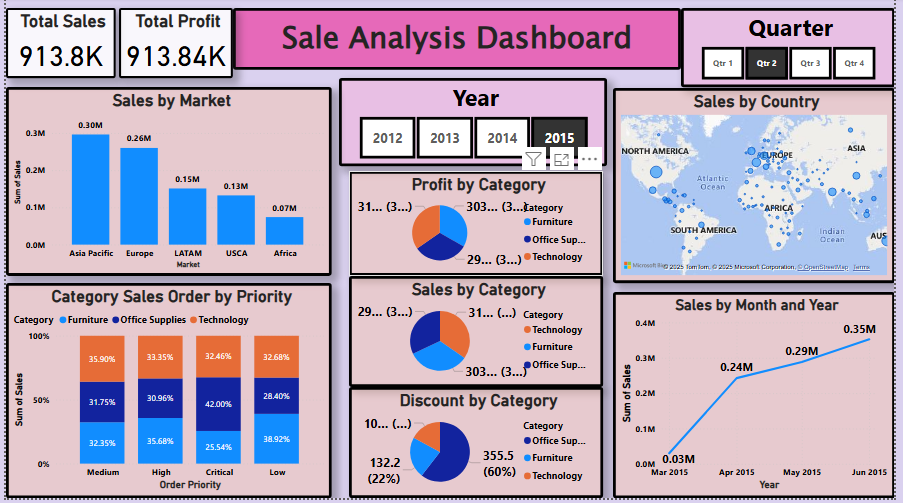 Total Sales
913.8K
Total Profit
913.84K
Sale Analysis Dashboard
Quarter
Qtr 1
Qtr 2
Qtr 3
Qtr 4
Year
2012
2013
2014
2015
Sales by Market
Sum of Sales
0.3M
0.2M
0.1M
0.0M
0.30M
0.26M
0.15M
0.13M
0.07M
Asia Pacific
Europe
LATAM
USCA
Africa
Market
Profit by Category
31... (3...)
303... (3...)
29... (3...)
Category
Furniture
Office Sup...
Technology
Sales by Country
NORTH AMERICA
EUROPE
ASIA
Atlantic
Ocean
AFRICA
SOUTH AMERICA
Indian
Ocean
AUS
© 2025 TomTom, © 2025 Microsoft Corporation, © OpenStreetMap Terms
Category Sales Order by Priority
Category Furniture Office Supplies Technology
Sum of Sales
100%
50%
0%
35.90%
33.35%
32.46%
32.68%
31.75%
30.96%
42.00%
28.40%
32.35%
35.68%
25.54%
38.92%
Medium
High
Critical
Low
Order Priority
Sales by Category
29... (3...)
31... (...)
303... (3...)
Category
Technology
Furniture
Office Sup...
Discount by Category
10... (...)
132.2
(22%)
355.5
(60%)
Category
Office Sup...
Furniture
Technology
Sales by Month and Year
Sum of Sales
0.4M
0.3M
0.2M
0.1M
0.0M
0.03M
0.24M
0.29M
0.35M
Mar 2015
Apr 2015
May 2015
Jun 2015
Year